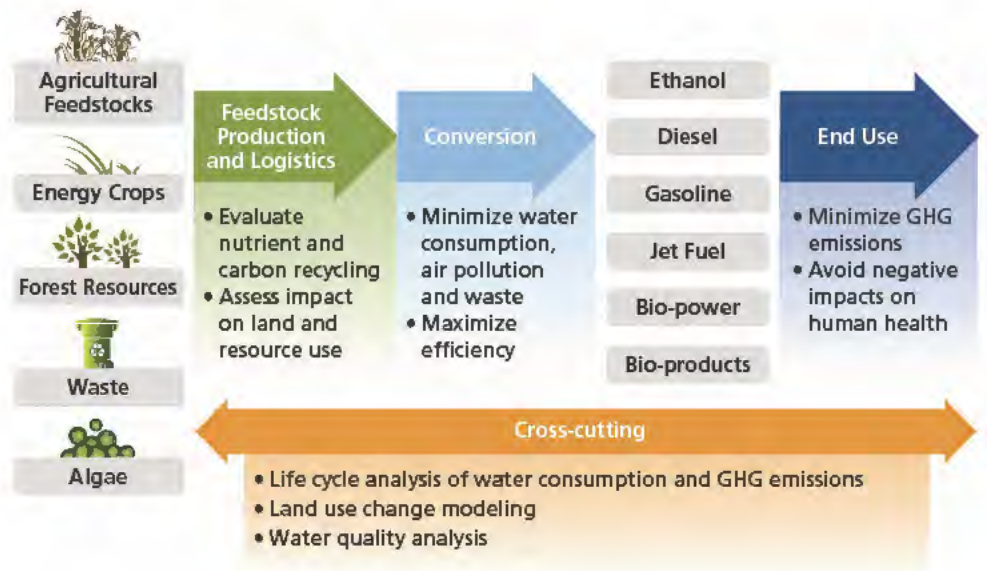 Agricultural
Feedstocks
Energy Crops
Forest Resources
Waste
Algae
Feedstock
Production
and Logistics
• Evaluate
nutrient and
carbon recycling
• Assess impact
on land and
resource use
Conversion
• Minimize water
consumption,
air pollution
and waste
• Maximize
efficiency
Ethanol
Diesel
Gasoline
Jet Fuel
Bio-power
Bio-products
End Use
• Minimize GHG
emissions
• Avoid negative
impacts on
human health
Cross-cutting
• Life cycle analysis of water consumption and GHG emissions
• Land use change modeling
• Water quality analysis